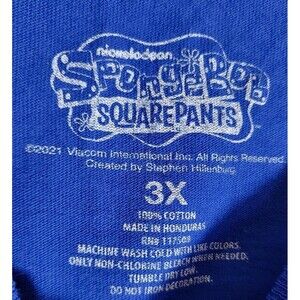 nickelodeon
SpongeBob
SQUAREPANTS
©2021 Viacom International Inc. All Rights Reserved.
Created by Stephen Hillenburg
3X
100% COTTON
MADE IN HONDURAS
RN#
MACHINE WASH COLD WITH LIKE COLORS.
ONLY NON-CHLORINE BLEACH WHEN NEEDED.
TUMBLE DRY LOW.
DO NOT IRON DECORATION.